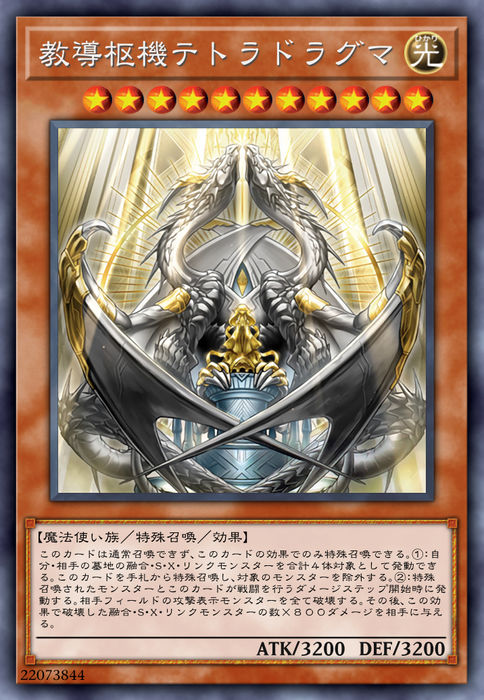 教導枢機テトラドラグマ
ひかり
光
【魔法使い族／特殊召喚／効果】
このカードは通常召喚できず、このカードの効果でのみ特殊召喚できる。①：自
分・相手の墓地の融合・S・X・リンクモンスターを合計４体対象として発動でき
る。このカードを手札から特殊召喚し、対象のモンスターを除外する。②：特殊
召喚されたモンスターとこのカードが戦闘を行うダメージステップ開始時に発
動する。相手フィールドの攻撃表示モンスターを全て破壊する。その後、この効
果で破壊した融合・S・X・リンクモンスターの数×８００ダメージを相手に与え
る。
ATK/3200 DEF/3200
22073844